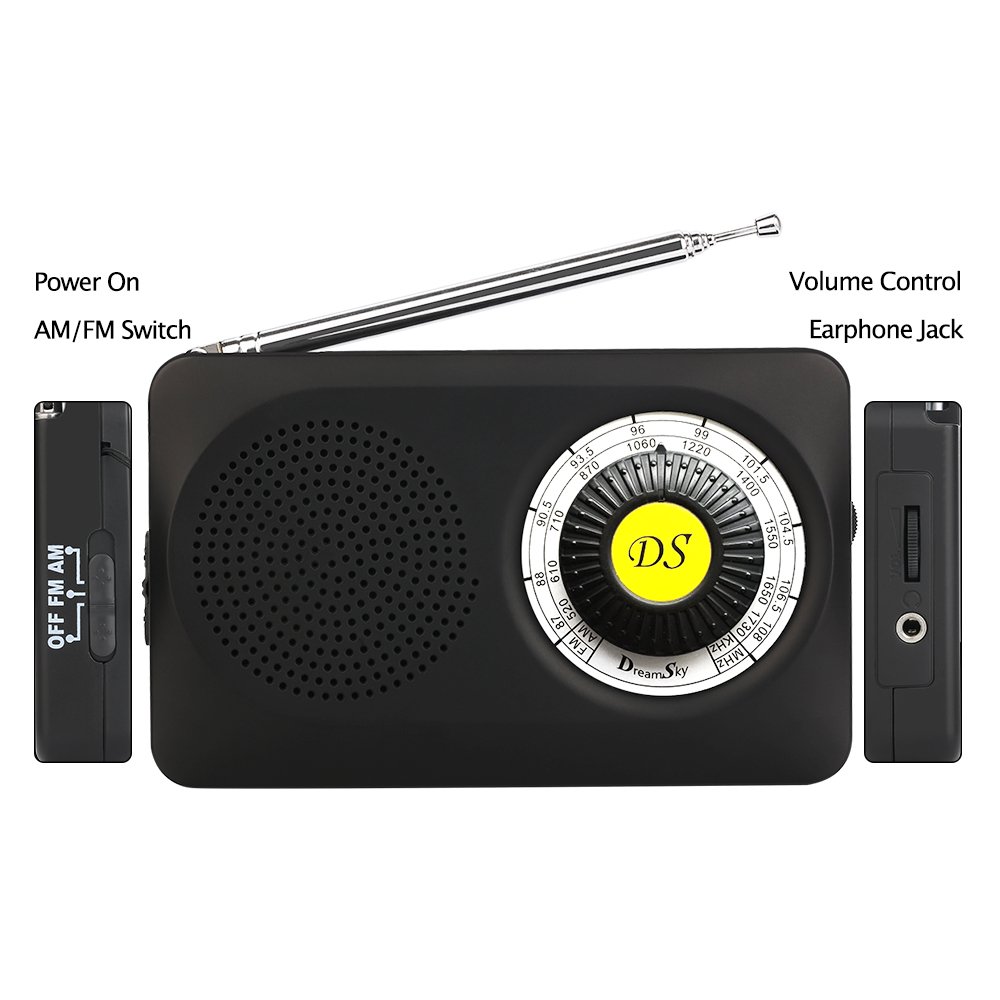 Power On
AM/FM Switch
Volume Control
Earphone Jack
OFF FM AM
FM 87 88 90.5 93.5 96 99 101.5 104.5 106.5 108 MHz
AM 520 610 710 870 1060 1220 1400 1550 1650 1730 KHz
DS
DreamSky